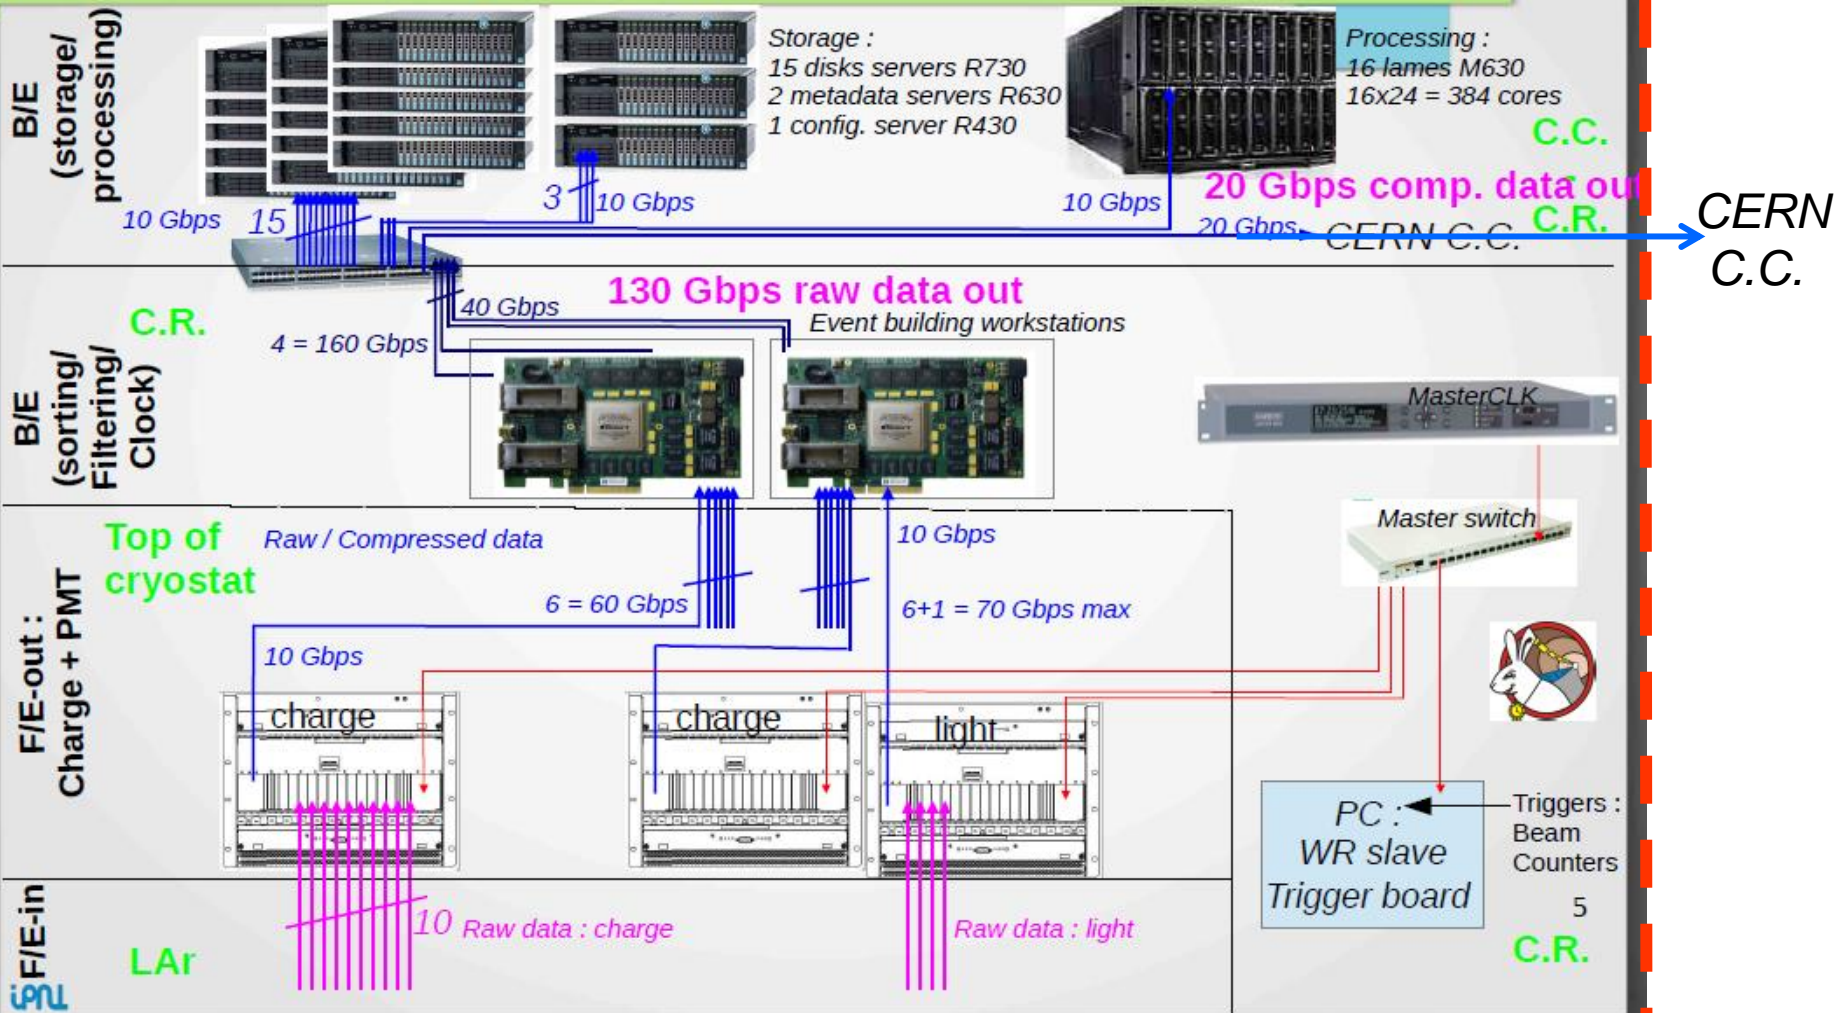 B/E
(storage/
processing)
Storage :
15 disks servers R730
2 metadata servers R630
1 config. server R430
Processing :
16 lames M630
16x24 = 384 cores
C.C.
20 Gbps comp. data out
C.R.
10 Gbps
15
3
10 Gbps
10 Gbps
20 Gbps
CERN C.C.
CERN
C.C.
B/E
(sorting/
Filtering/
Clock)
C.R.
130 Gbps raw data out
40 Gbps
Event building workstations
4 = 160 Gbps
MasterCLK
F/E-out :
Charge + PMT
Top of
cryostat
Raw / Compressed data
10 Gbps
Master switch
6 = 60 Gbps
6+1 = 70 Gbps max
10 Gbps
charge
charge
light
PC :
WR slave
Trigger board
Triggers :
Beam
Counters
5
C.R.
F/E-in
LAr
10
Raw data : charge
Raw data : light
ipnl